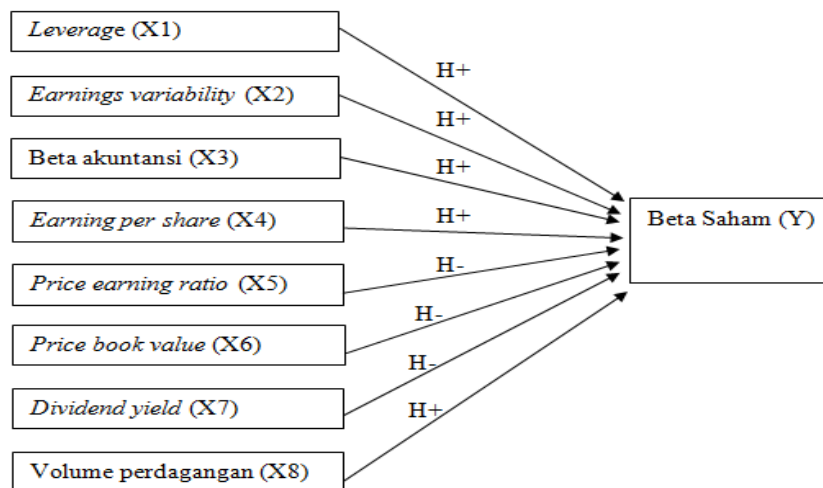 Leverage (X1)
H+
Earnings variability (X2)
H+
Beta akuntansi (X3)
H+
Earning per share (X4)
H+
Beta Saham (Y)
Price earning ratio (X5)
H-
Price book value (X6)
H-
Dividend yield (X7)
H-
H+
Volume perdagangan (X8)